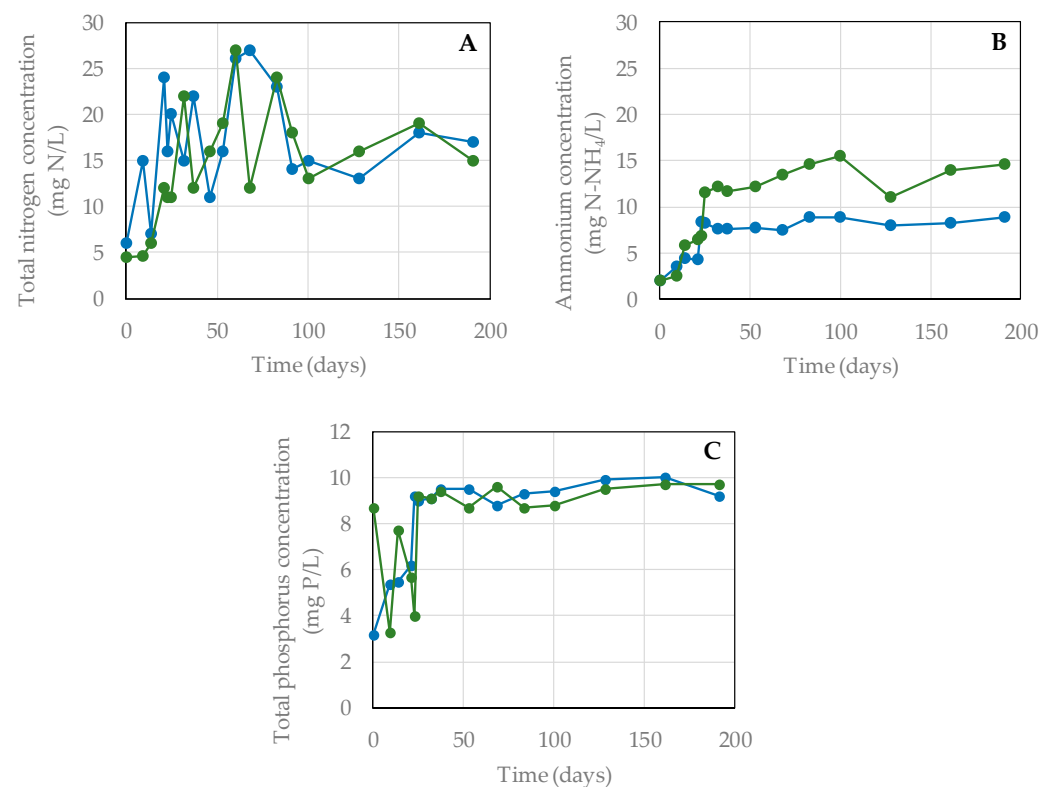 A
Total nitrogen concentration
(mg N/L)
30
25
20
15
10
5
0
0 50 100 150 200
Time (days)
B
Ammonium concentration
(mg N-NH₄/L)
30
25
20
15
10
5
0
0 50 100 150 200
Time (days)
C
Total phosphorus concentration
(mg P/L)
12
10
8
6
4
2
0
0 50 100 150 200
Time (days)